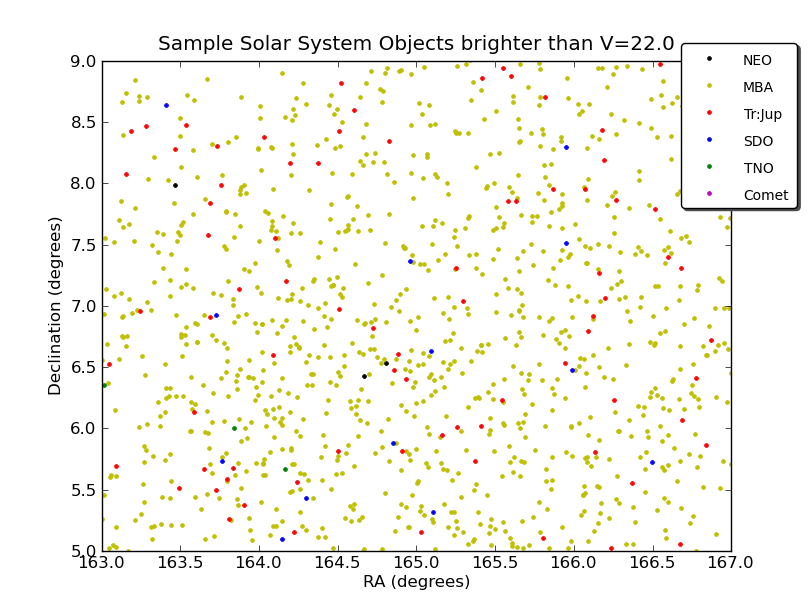 Sample Solar System Objects brighter than V=22.0
NEO
MBA
Tr:Jup
SDO
TNO
Comet
Declination (degrees)
9.0
8.5
8.0
7.5
7.0
6.5
6.0
5.5
5.0
163.0 163.5 164.0 164.5 165.0 165.5 166.0 166.5 167.0
RA (degrees)